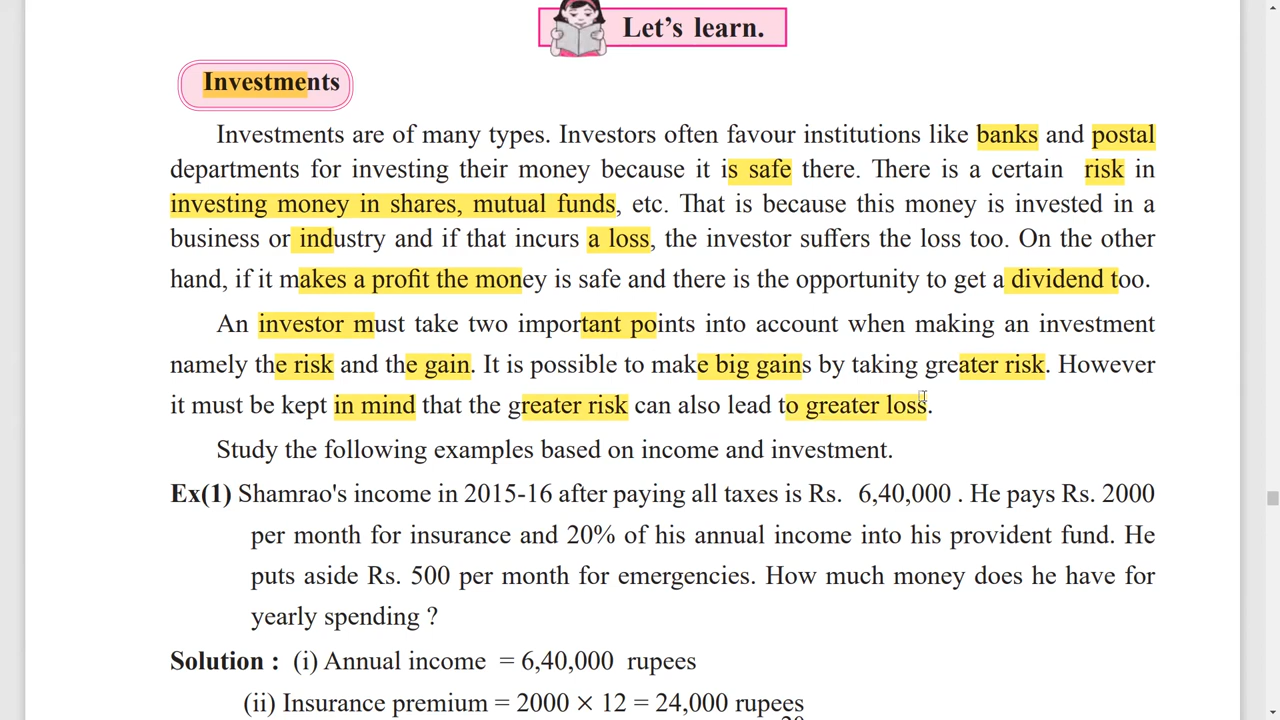 Let's learn.
Investments
Investments are of many types. Investors often favour institutions like banks and postal
departments for investing their money because it is safe there. There is a certain risk in
investing money in shares, mutual funds, etc. That is because this money is invested in a
business or industry and if that incurs a loss, the investor suffers the loss too. On the other
hand, if it makes a profit the money is safe and there is the opportunity to get a dividend too.
An investor must take two important points into account when making an investment
namely the risk and the gain. It is possible to make big gains by taking greater risk. However
it must be kept in mind that the greater risk can also lead to greater loss.
Study the following examples based on income and investment.
Ex(1) Shamrao's income in 2015-16 after paying all taxes is Rs. 6,40,000 . He pays Rs. 2000
per month for insurance and 20% of his annual income into his provident fund. He
puts aside Rs. 500 per month for emergencies. How much money does he have for
yearly spending ?
Solution : (i) Annual income = 6,40,000 rupees
(ii) Insurance premium = 2000 × 12 = 24,000 rupees